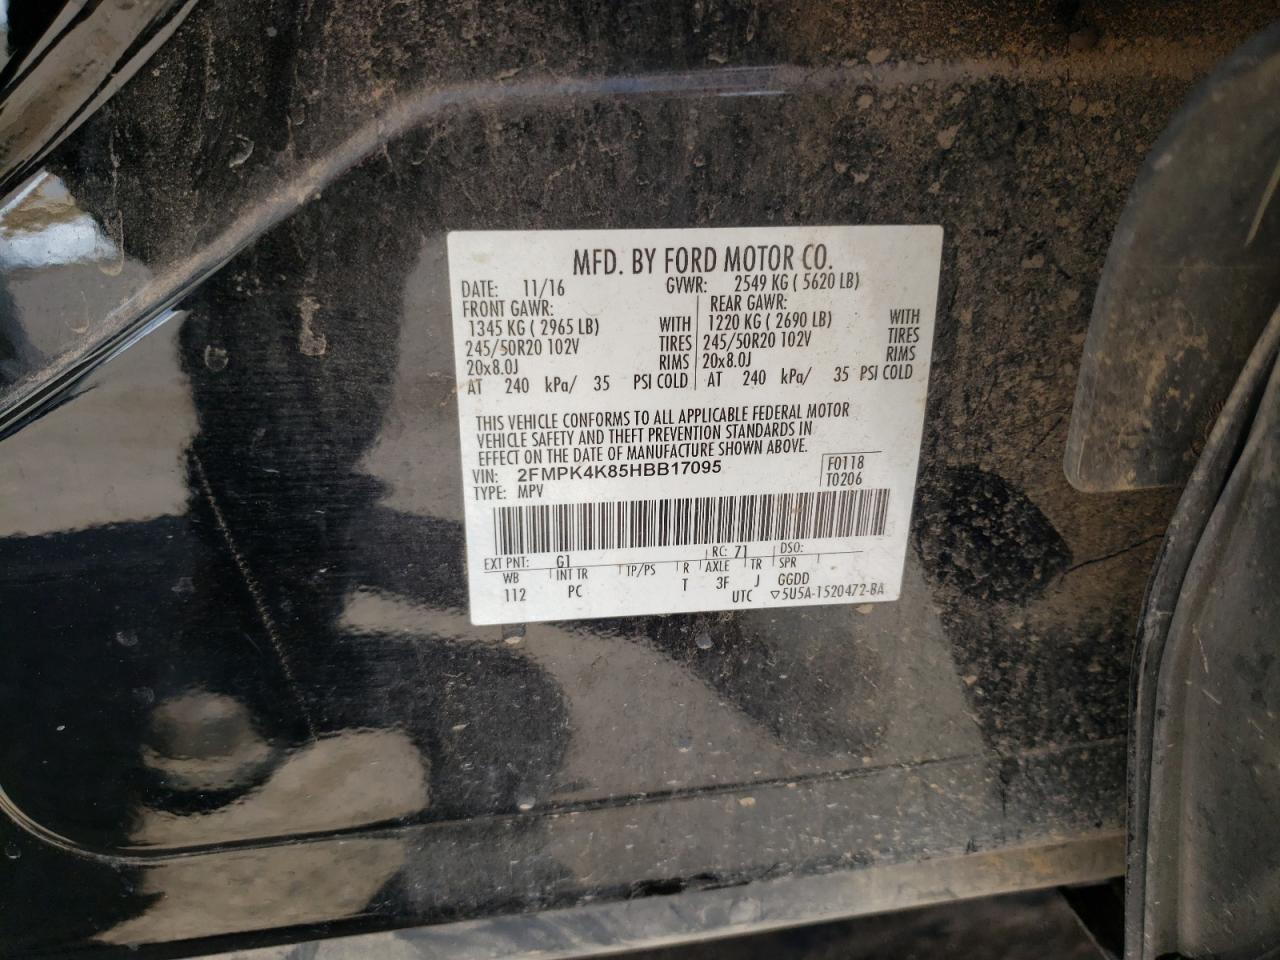 MFD. BY FORD MOTOR CO.
DATE: 11/16 GVWR: 2549 KG ( 5620 LB)
FRONT GAWR: REAR GAWR:
1345 KG ( 2965 LB) WITH 1220 KG ( 2690 LB) WITH
245/50R20 102V TIRES 245/50R20 102V TIRES
20x8.0J RIMS 20x8.0J RIMS
AT 240 kPa/ 35 PSI COLD AT 240 kPa/ 35 PSI COLD
THIS VEHICLE CONFORMS TO ALL APPLICABLE FEDERAL MOTOR
VEHICLE SAFETY AND THEFT PREVENTION STANDARDS IN
EFFECT ON THE DATE OF MANUFACTURE SHOWN ABOVE.
VIN: 2FMPK4K85HBB17095 F0118
TYPE: MPV T0206
EXT PNT: G1 RC: 71 DSO:
WB INT TR TP/PS R AXLE TR SPR
112 PC T 3F J GGDD
UTC ▽5U5A-1520472-BA